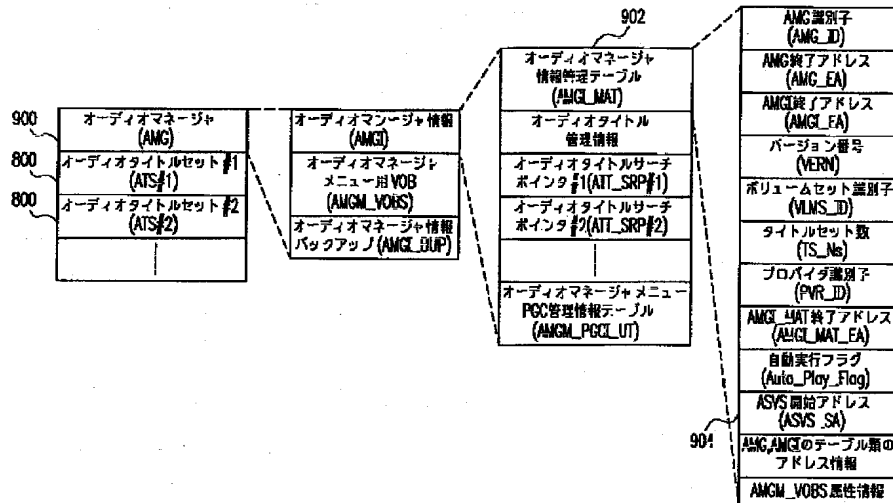 900
オーディオマネージャ
(AMG)
800
オーディオタイトルセット#1
(ATS#1)
800
オーディオタイトルセット#2
(ATS#2)
オーディオマンージャ情報
(AMGI)
オーディオマネージャ
メニュー用VOB
(AMGM_VOBS)
オーディオマネージャ情報
バックアップ(AMGI_DUP)
902
オーディオマネージャ
情報管理テーブル
(AMGI_MAT)
オーディオタイトル
管理情報
オーディオタイトルサーチ
ポインタ#1(ATT_SRP#1)
オーディオタイトルサーチ
ポインタ#2(ATT_SRP#2)
オーディオマネージャメニュー
PGC管理情報テーブル
(AMGM_PGCI_UT)
AMG識別子
(AMG_ID)
AMG終了アドレス
(AMG_EA)
AMGI終了アドレス
(AMGI_EA)
バージョン番号
(VERN)
ボリュームセット識別子
(VLMS_ID)
タイトルセット数
(TS_Ns)
プロバイダ識別子
(PVR_ID)
AMGI_MAT終了アドレス
(AMGI_MAT_EA)
自動実行フラグ
(Auto_Play_Flag)
ASVS開始アドレス
(ASVS_SA)
904
AMG,AMGIのテーブル類の
アドレス情報
AMGM_VOBS属性情報